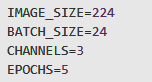 IMAGE_SIZE=224
BATCH_SIZE=24
CHANNELS=3
EPOCHS=5